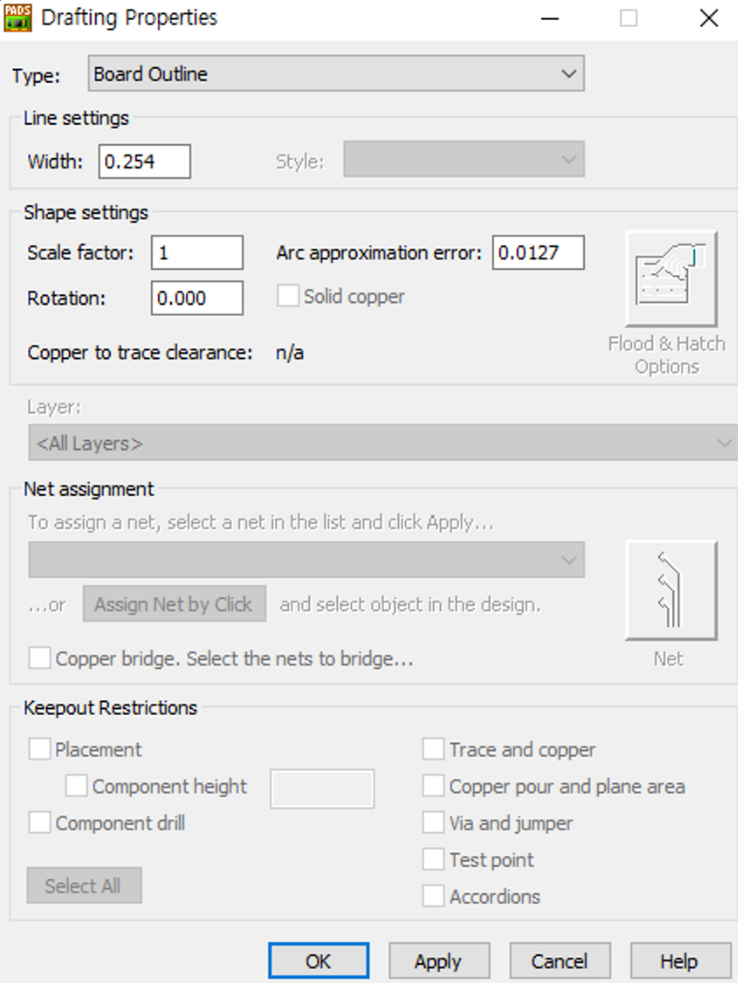 PADS
Drafting Properties
Type: Board Outline
Line settings
Width: 0.254 Style:
Shape settings
Scale factor: 1 Arc approximation error: 0.0127
Rotation: 0.000 Solid copper
Copper to trace clearance: n/a
Flood & Hatch
Options
Layer:
<All Layers>
Net assignment
To assign a net, select a net in the list and click Apply...
...or Assign Net by Click and select object in the design.
Copper bridge. Select the nets to bridge...
Net
Keepout Restrictions
Placement Trace and copper
Component height Copper pour and plane area
Component drill Via and jumper
Test point
Select All Accordions
OK Apply Cancel Help